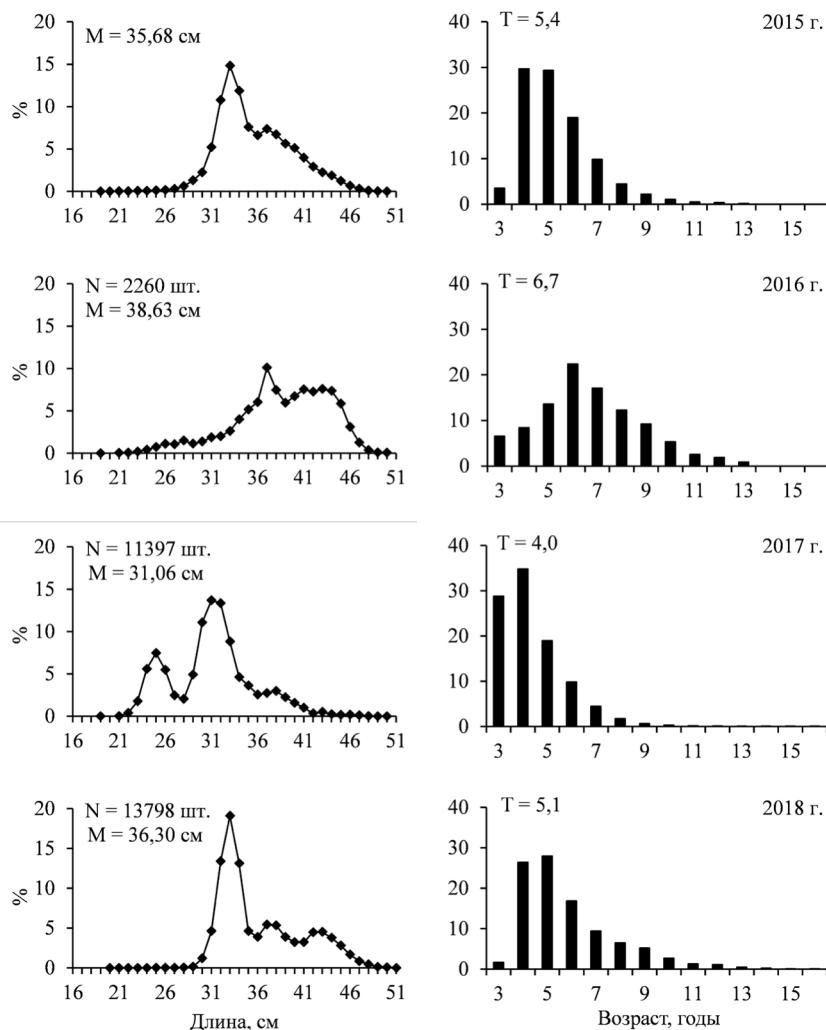 20
M = 35,68 см
15
%
10
5
0
16 21 26 31 36 41 46 51
40
T = 5,4
2015 г.
30
20
10
0
3 5 7 9 11 13 15
20
N = 2260 шт.
M = 38,63 см
15
%
10
5
0
16 21 26 31 36 41 46 51
40
T = 6,7
2016 г.
30
20
10
0
3 5 7 9 11 13 15
20
N = 11397 шт.
M = 31,06 см
15
%
10
5
0
16 21 26 31 36 41 46 51
40
T = 4,0
2017 г.
30
20
10
0
3 5 7 9 11 13 15
20
N = 13798 шт.
M = 36,30 см
15
%
10
5
0
16 21 26 31 36 41 46 51
Длина, см
40
T = 5,1
2018 г.
30
20
10
0
3 5 7 9 11 13 15
Возраст, годы